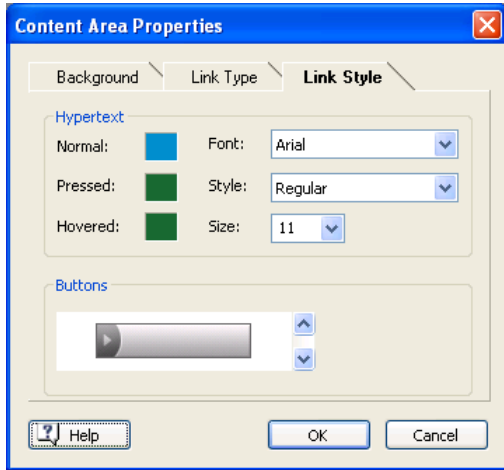 Content Area Properties
Background Link Type Link Style
Hypertext
Normal: Font: Arial
Pressed: Style: Regular
Hovered: Size: 11
Buttons
Help OK Cancel